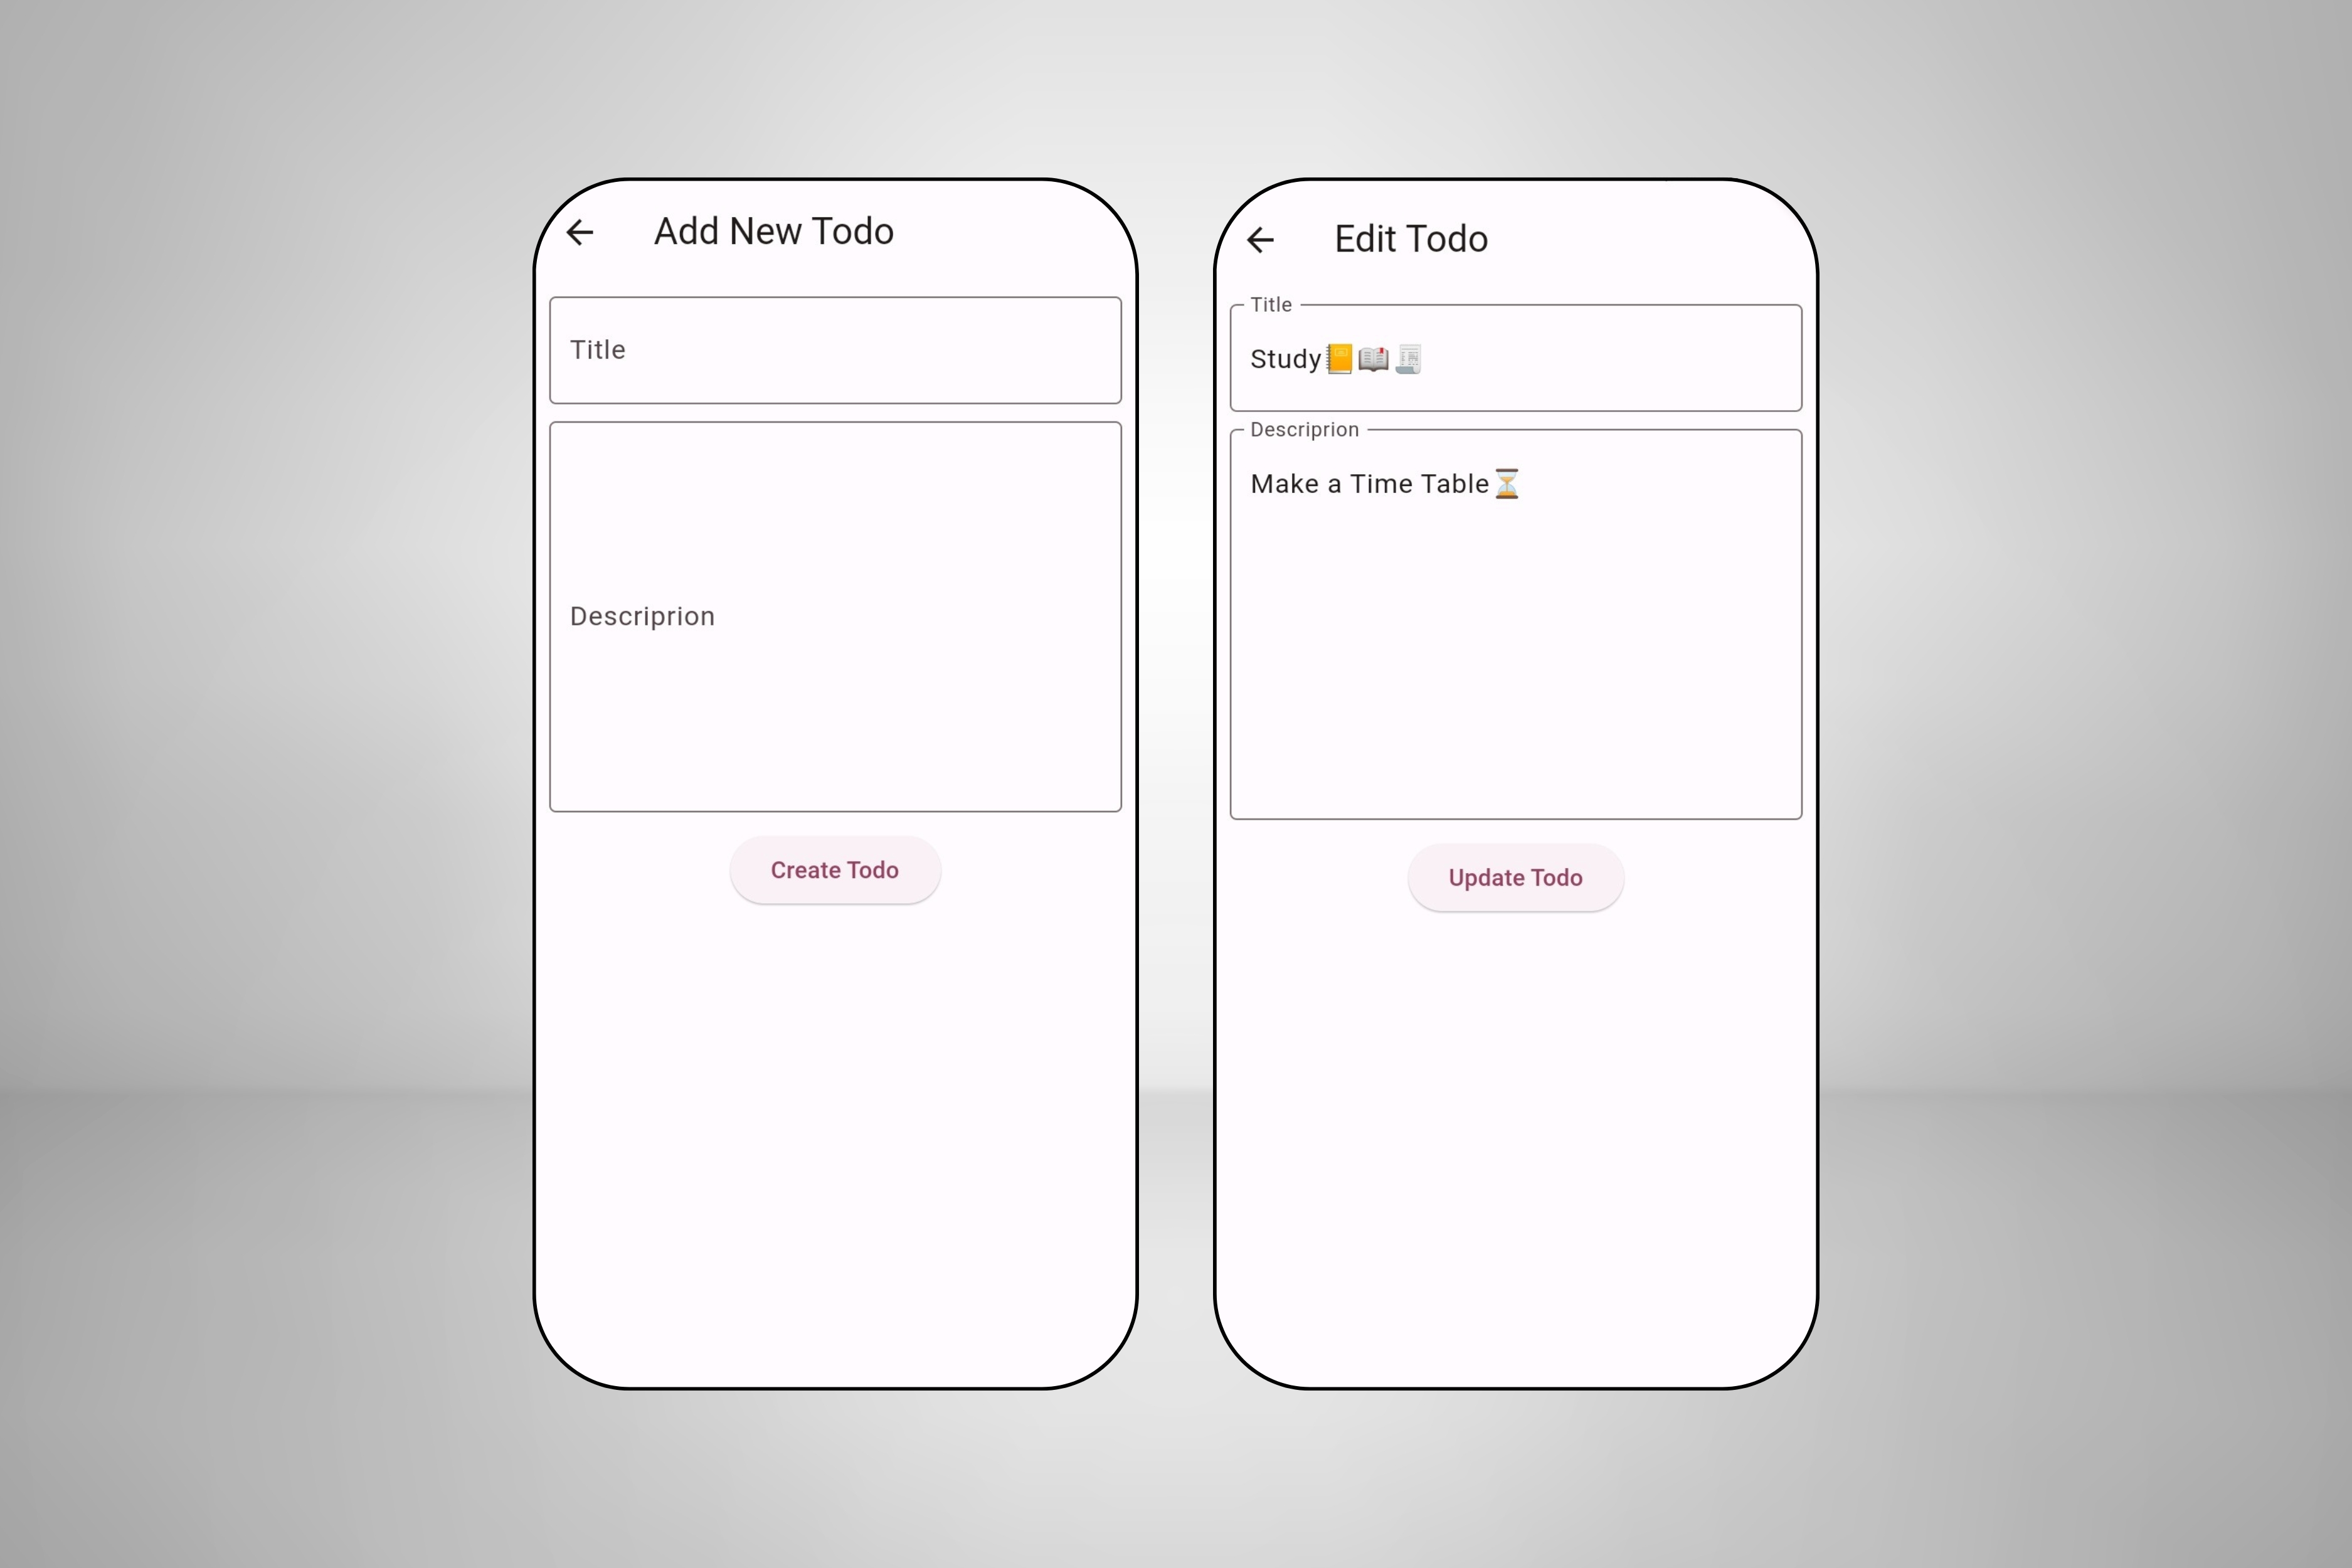 Add New Todo
Title
Descriprion
Create Todo
Edit Todo
Title
Study📒📖🧾
Descriprion
Make a Time Table⏳
Update Todo